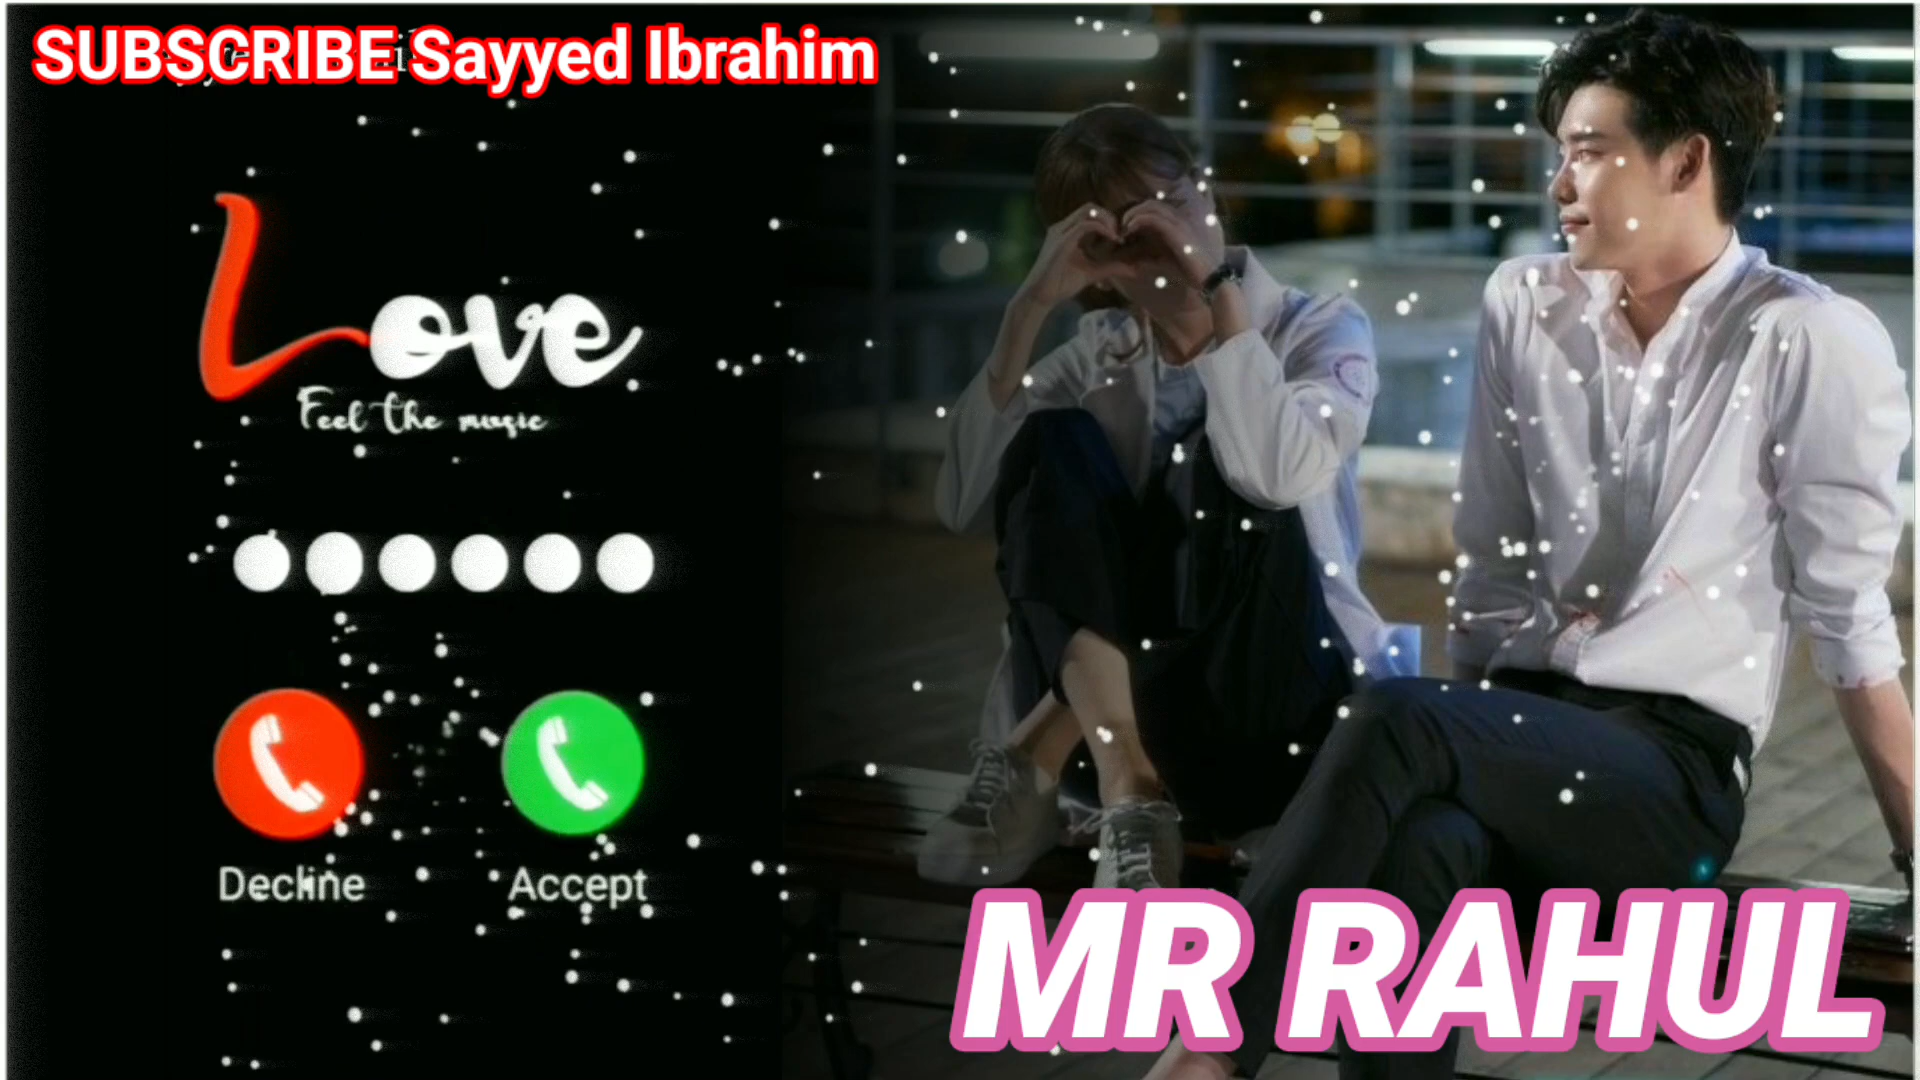 SUBSCRIBE Sayyed Ibrahim
Love
Feel the music
Decline
Accept
MR RAHUL